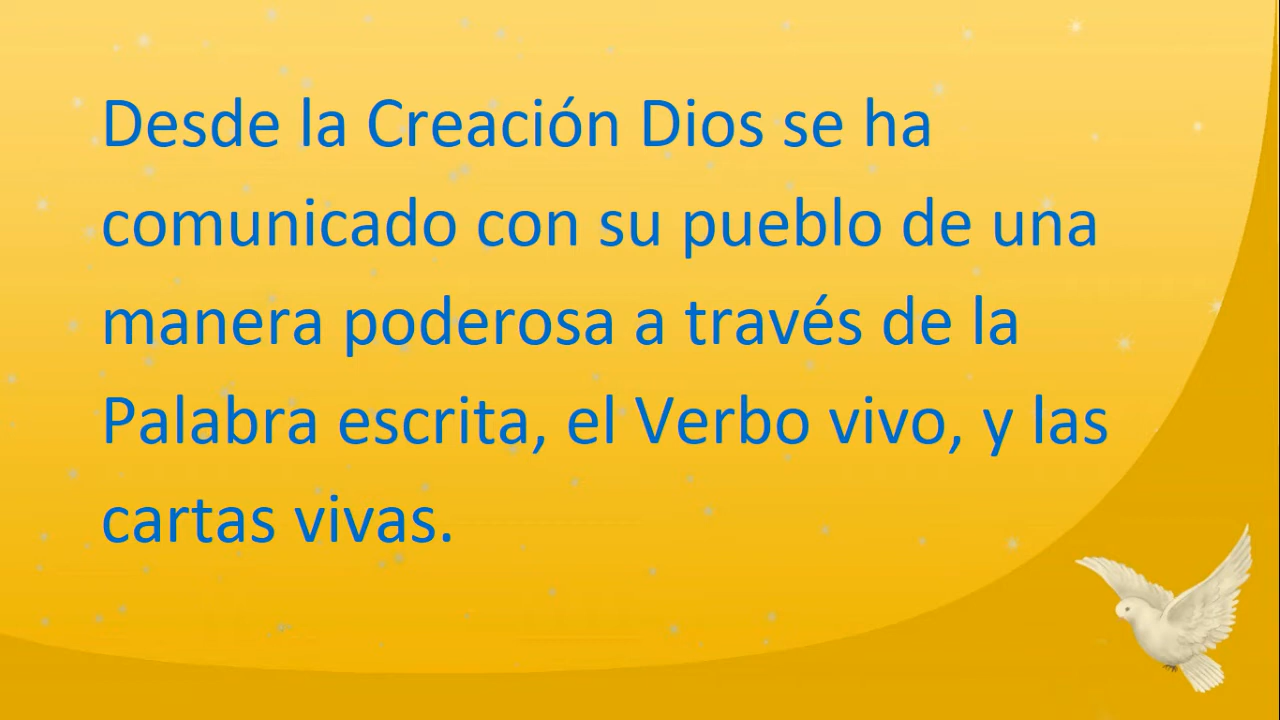 Desde la Creación Dios se ha
comunicado con su pueblo de una
manera poderosa a través de la
Palabra escrita, el Verbo vivo, y las
cartas vivas.